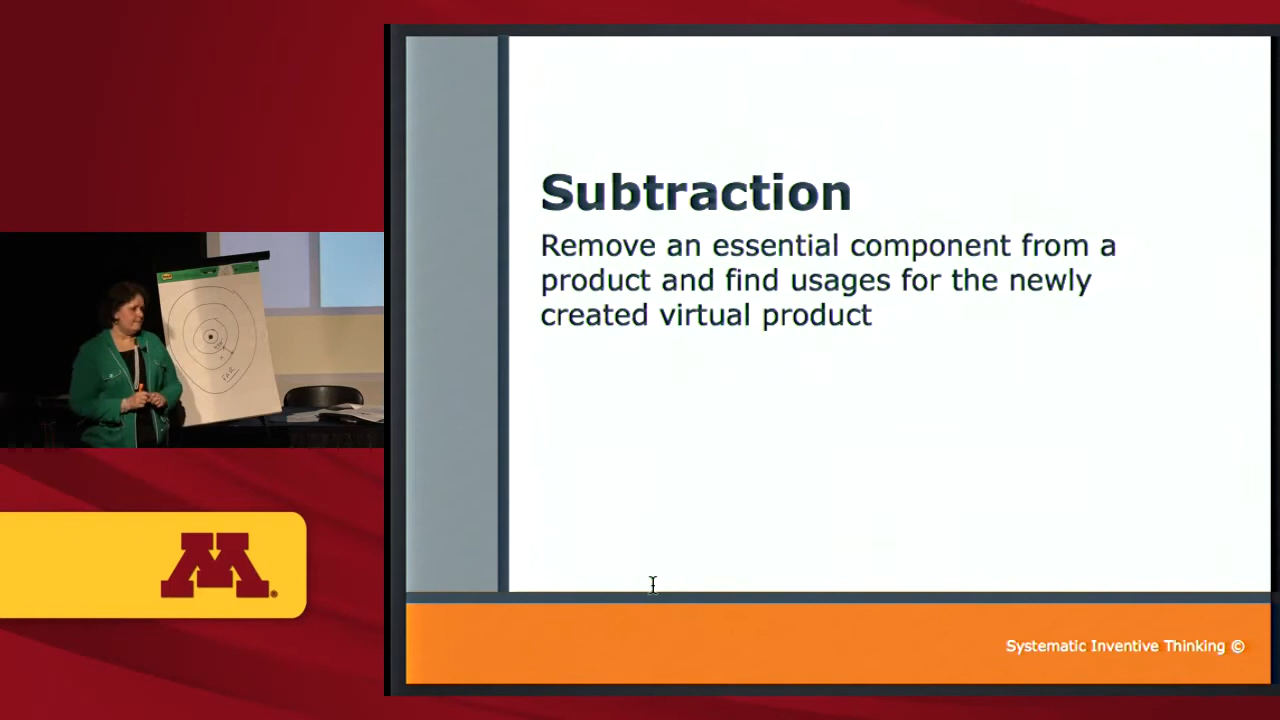 Subtraction
Remove an essential component from a
product and find usages for the newly
created virtual product
Systematic Inventive Thinking ©
M